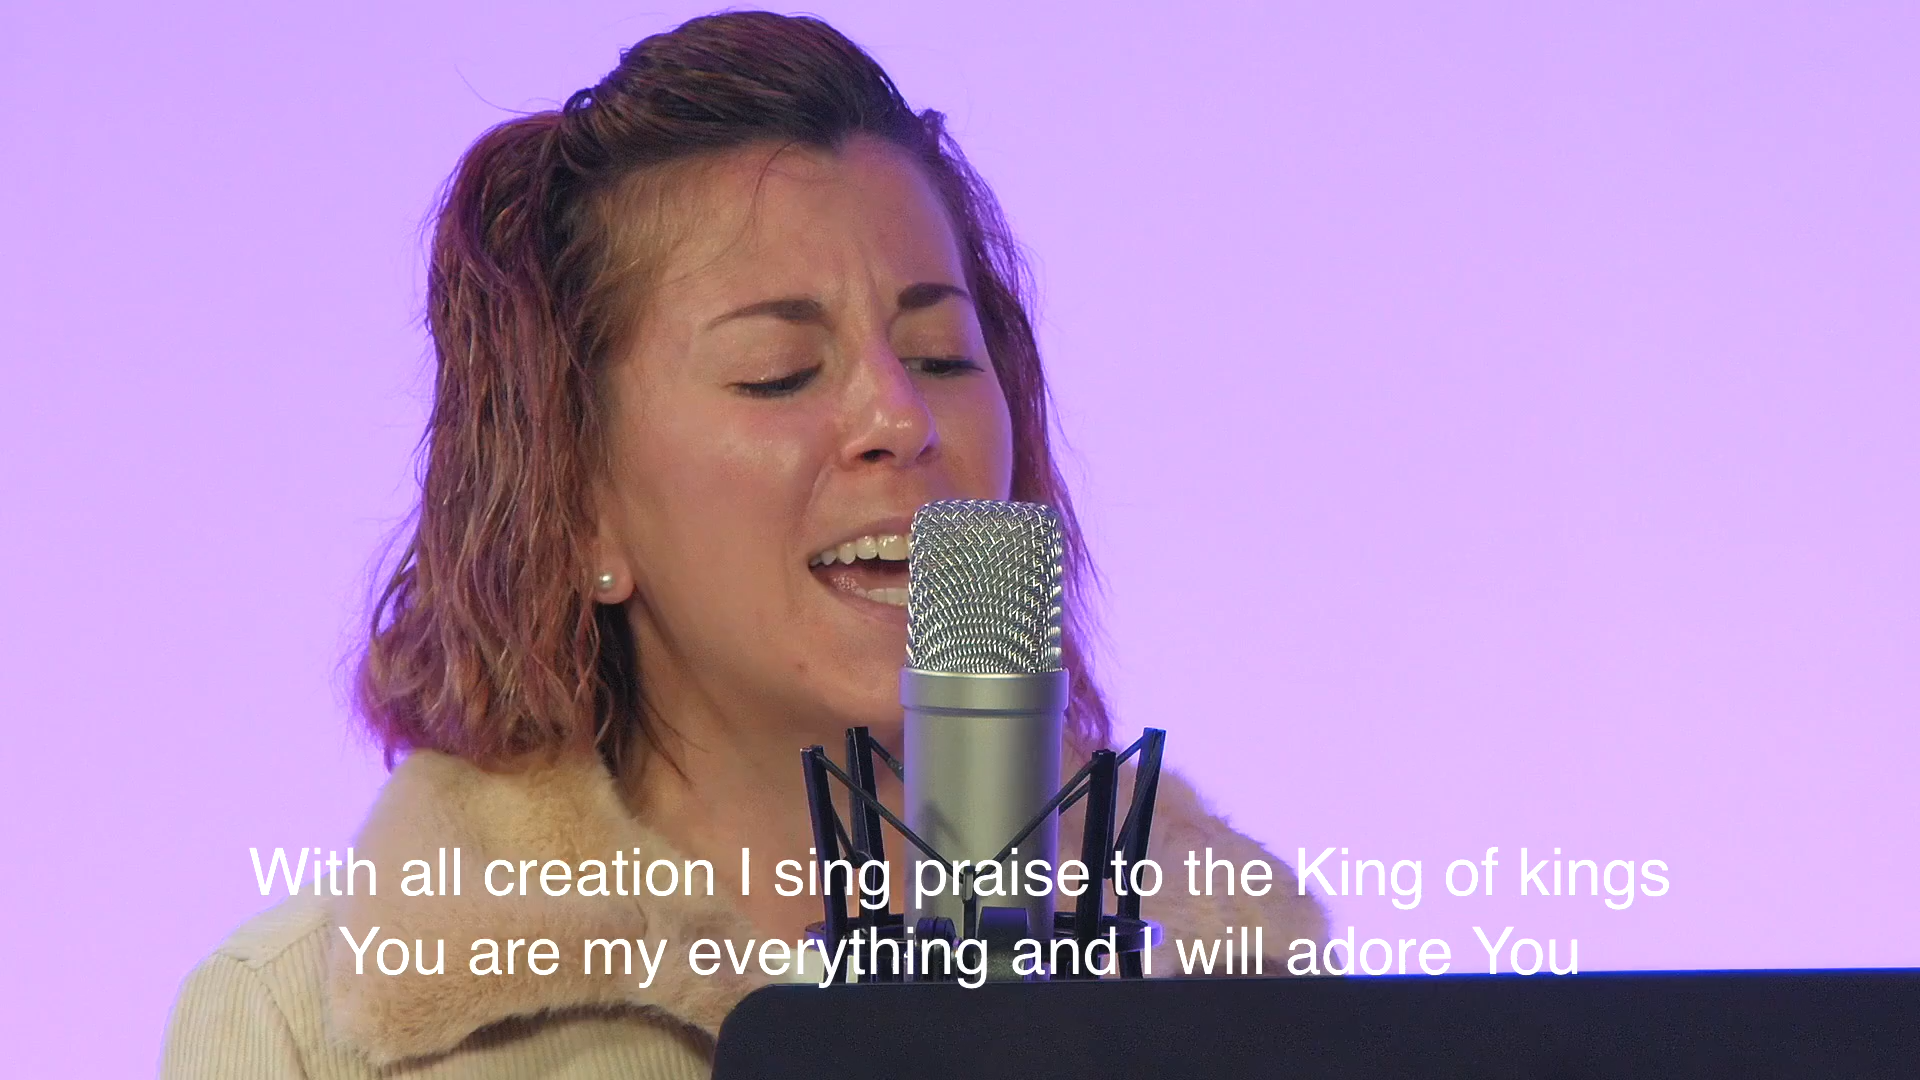 With all creation I sing praise to the King of kings
You are my everything and I will adore You